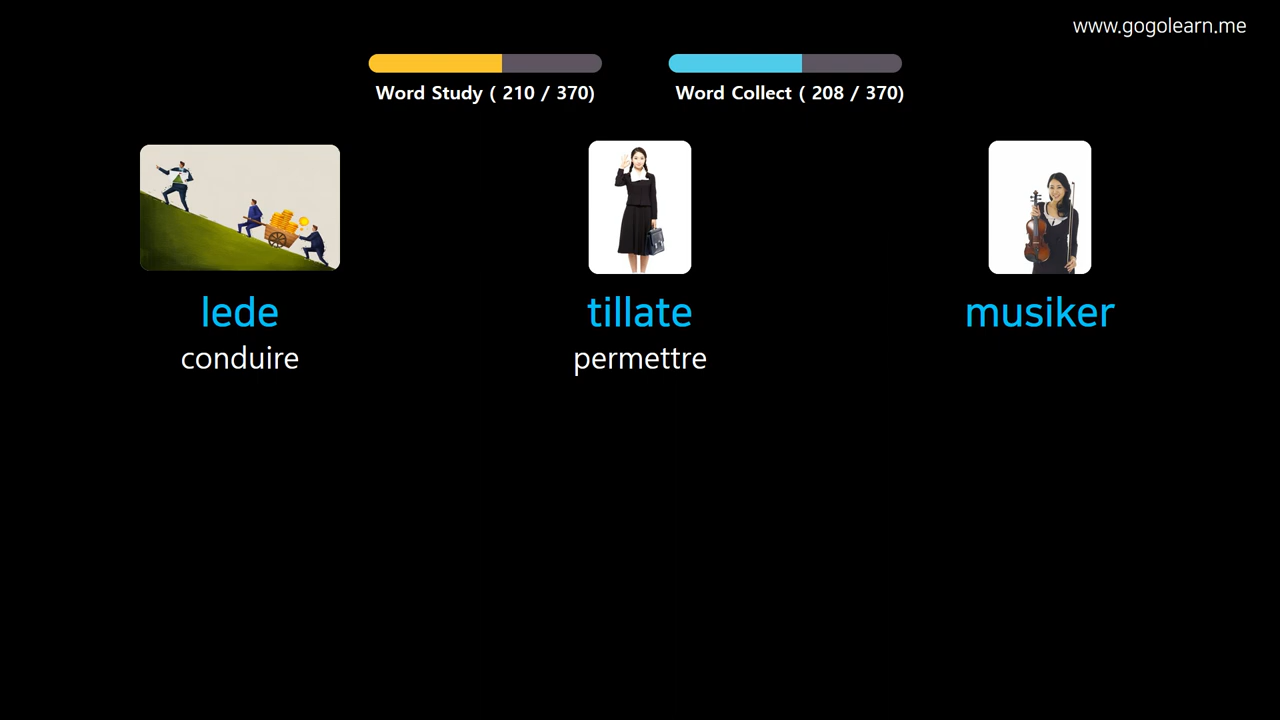 www.gogolearn.me
Word Study ( 210 / 370)
Word Collect ( 208 / 370)
lede
conduire
tillate
permettre
musiker